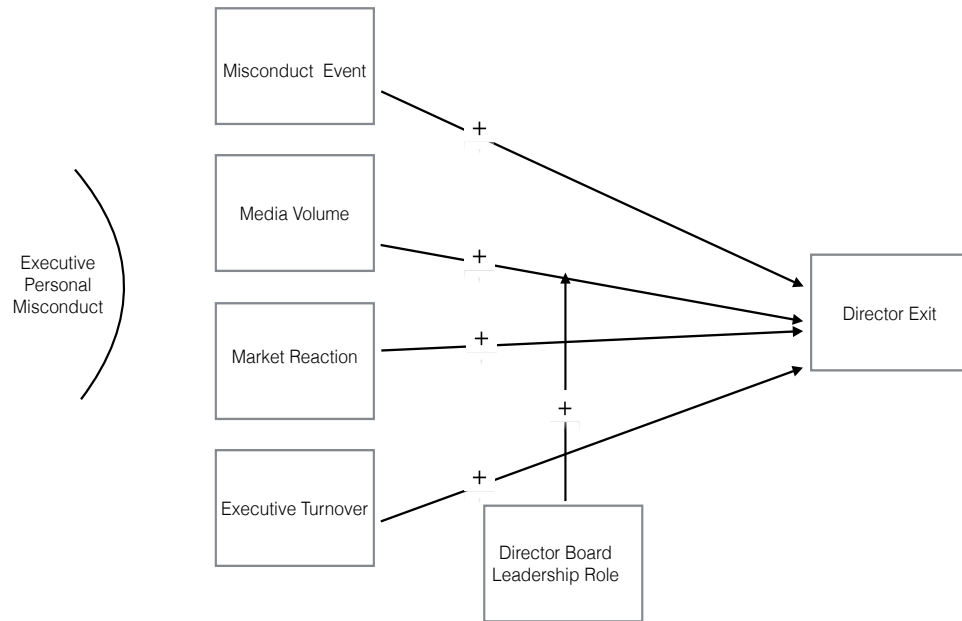 Misconduct Event
+
Media Volume
+
Executive
Personal
Misconduct
Director Exit
Market Reaction
+
+
Executive Turnover
+
Director Board
Leadership Role